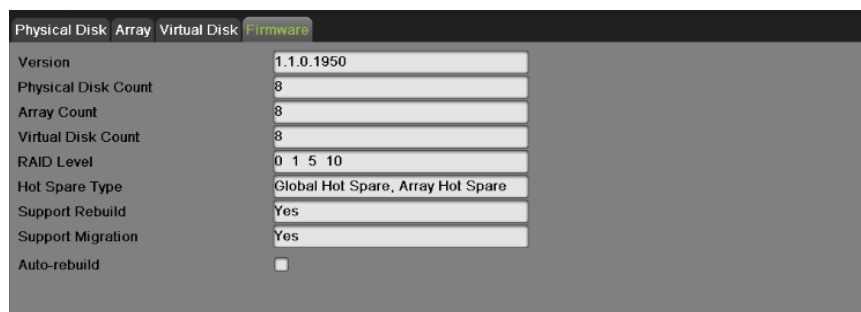 Physical Disk Array Virtual Disk Firmware
Version 1.1.0.1950
Physical Disk Count 8
Array Count 8
Virtual Disk Count 8
RAID Level 0 1 5 10
Hot Spare Type Global Hot Spare, Array Hot Spare
Support Rebuild Yes
Support Migration Yes
Auto-rebuild